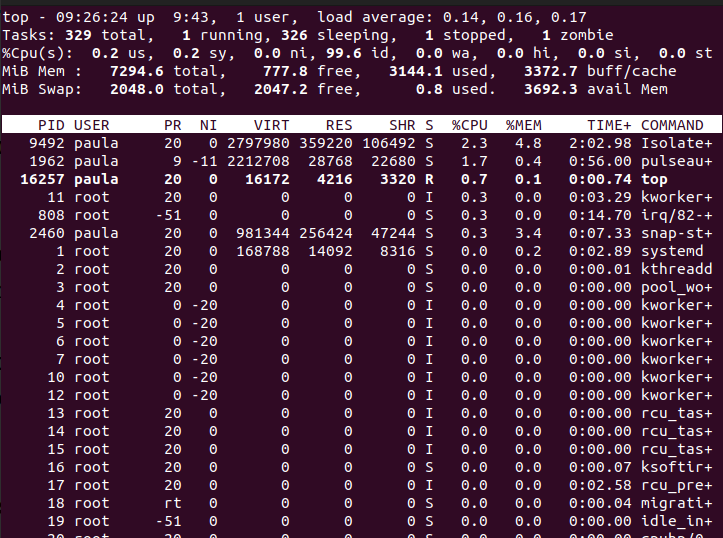 top - 09:26:24 up  9:43,  1 user,  load average: 0.14, 0.16, 0.17
Tasks: 329 total,   1 running, 326 sleeping,   1 stopped,   1 zombie
%Cpu(s):  0.2 us,  0.2 sy,  0.0 ni, 99.6 id,  0.0 wa,  0.0 hi,  0.0 si,  0.0 st
MiB Mem :   7294.6 total,    777.8 free,   3144.1 used,   3372.7 buff/cache
MiB Swap:   2048.0 total,   2047.2 free,      0.8 used.   3692.3 avail Mem
PID USER      PR  NI    VIRT    RES    SHR S  %CPU  %MEM     TIME+ COMMAND
9492 paula     20   0 2797980 359220 106492 S   2.3   4.8   2:02.98 Isolate+
1962 paula      9 -11 2212708  28768  22680 S   1.7   0.4   0:56.00 pulseau+
16257 paula     20   0   16172   4216   3320 R   0.7   0.1   0:00.74 top
11 root      20   0       0      0      0 I   0.3   0.0   0:03.29 kworker+
808 root     -51   0       0      0      0 S   0.3   0.0   0:14.70 irq/82-+
2460 paula     20   0  981344 256424  47244 S   0.3   3.4   0:07.33 snap-st+
1 root      20   0  168788  14092   8316 S   0.0   0.2   0:02.89 systemd
2 root      20   0       0      0      0 S   0.0   0.0   0:00.01 kthreadd
3 root      20   0       0      0      0 S   0.0   0.0   0:00.00 pool_wo+
4 root       0 -20       0      0      0 I   0.0   0.0   0:00.00 kworker+
5 root       0 -20       0      0      0 I   0.0   0.0   0:00.00 kworker+
6 root       0 -20       0      0      0 I   0.0   0.0   0:00.00 kworker+
7 root       0 -20       0      0      0 I   0.0   0.0   0:00.00 kworker+
10 root       0 -20       0      0      0 I   0.0   0.0   0:00.00 kworker+
12 root       0 -20       0      0      0 I   0.0   0.0   0:00.00 kworker+
13 root      20   0       0      0      0 I   0.0   0.0   0:00.00 rcu_tas+
14 root      20   0       0      0      0 I   0.0   0.0   0:00.00 rcu_tas+
15 root      20   0       0      0      0 I   0.0   0.0   0:00.00 rcu_tas+
16 root      20   0       0      0      0 S   0.0   0.0   0:00.07 ksoftir+
17 root      20   0       0      0      0 I   0.0   0.0   0:02.58 rcu_pre+
18 root      rt   0       0      0      0 S   0.0   0.0   0:00.04 migrati+
19 root     -51   0       0      0      0 S   0.0   0.0   0:00.00 idle_in+